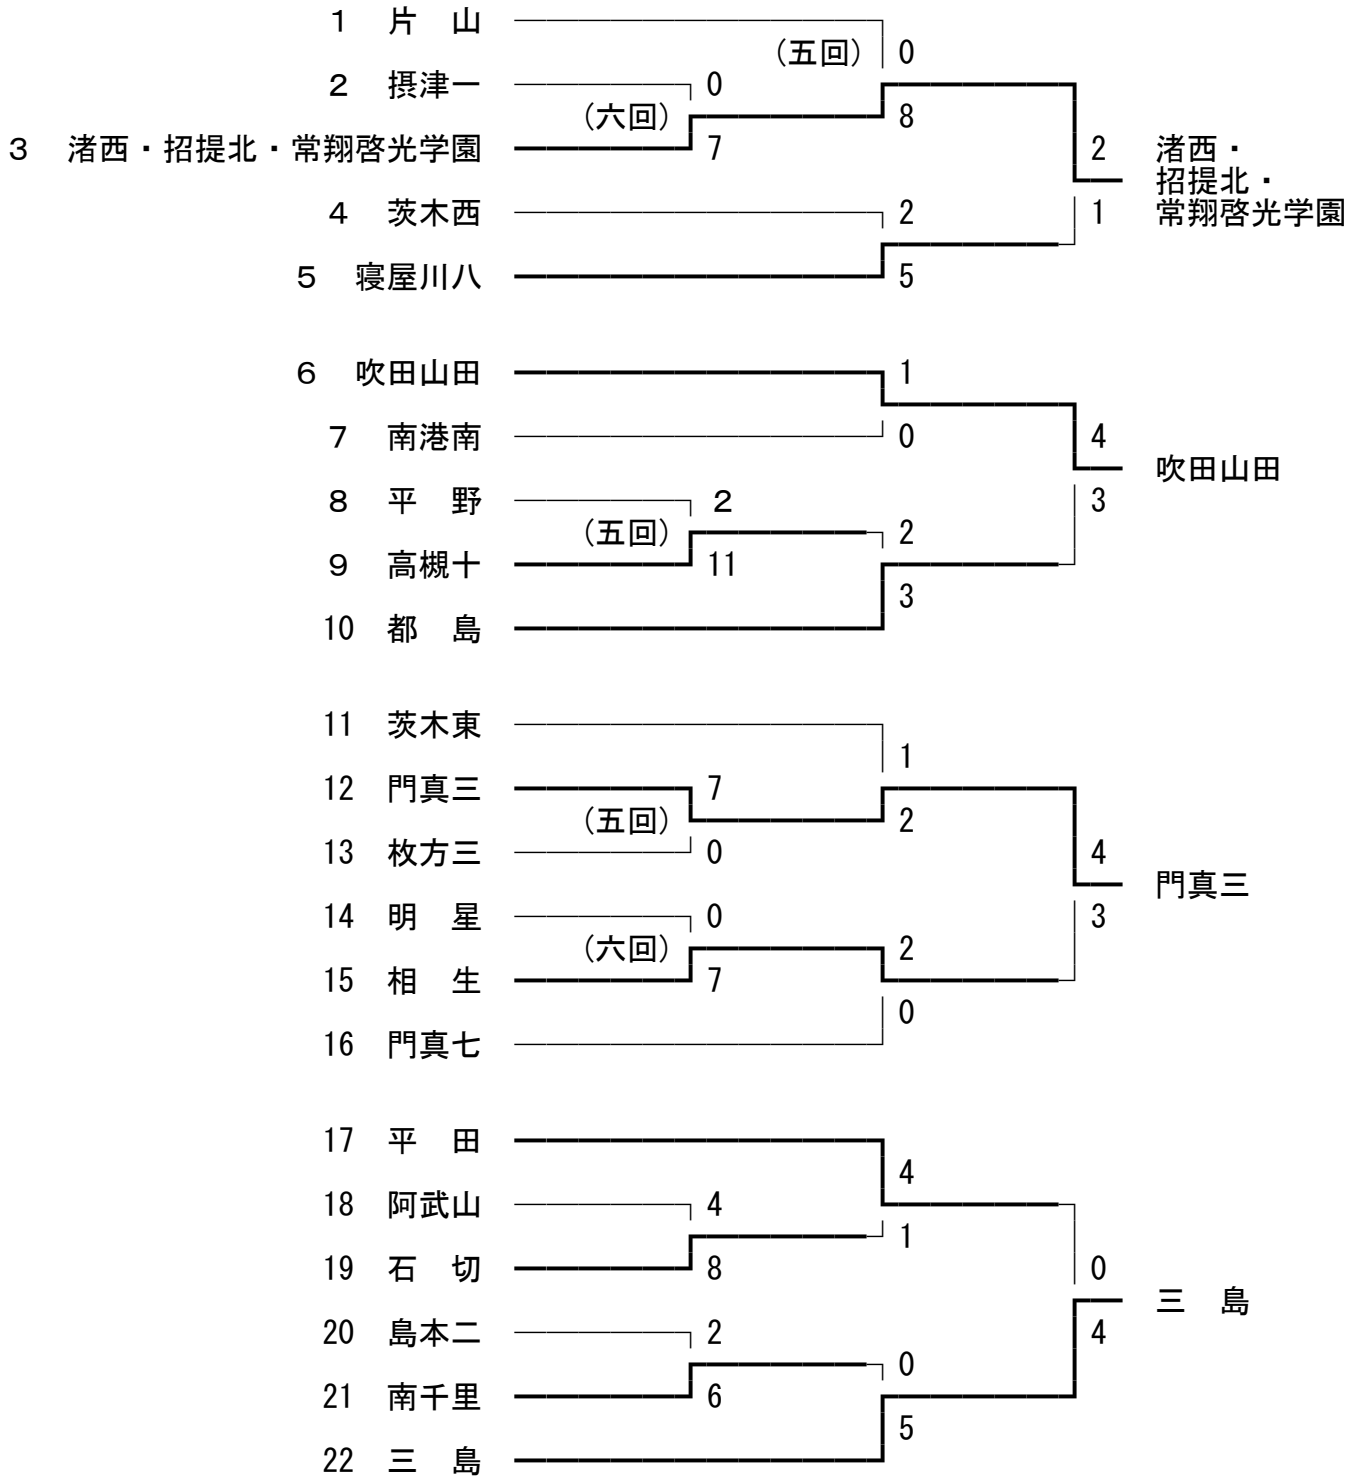 1 片 山
(五回) 0
2 摂津一 0
(六回) 8
3 渚西・招提北・常翔啓光学園 7 2 渚西・
招提北・
4 茨木西 2 1 常翔啓光学園
5 寝屋川八 5
6 吹田山田 1
7 南港南 0 4
吹田山田
8 平 野 2 3
(五回) 2
9 高槻十 11
3
10 都 島
11 茨木東
1
12 門真三 7
(五回) 2
13 枚方三 0 4
門真三
14 明 星 0 3
(六回) 2
15 相 生 7
0
16 門真七
17 平 田
4
18 阿武山 4
1
19 石 切 8 0
三 島
20 島本二 2 4
0
21 南千里 6
5
22 三 島